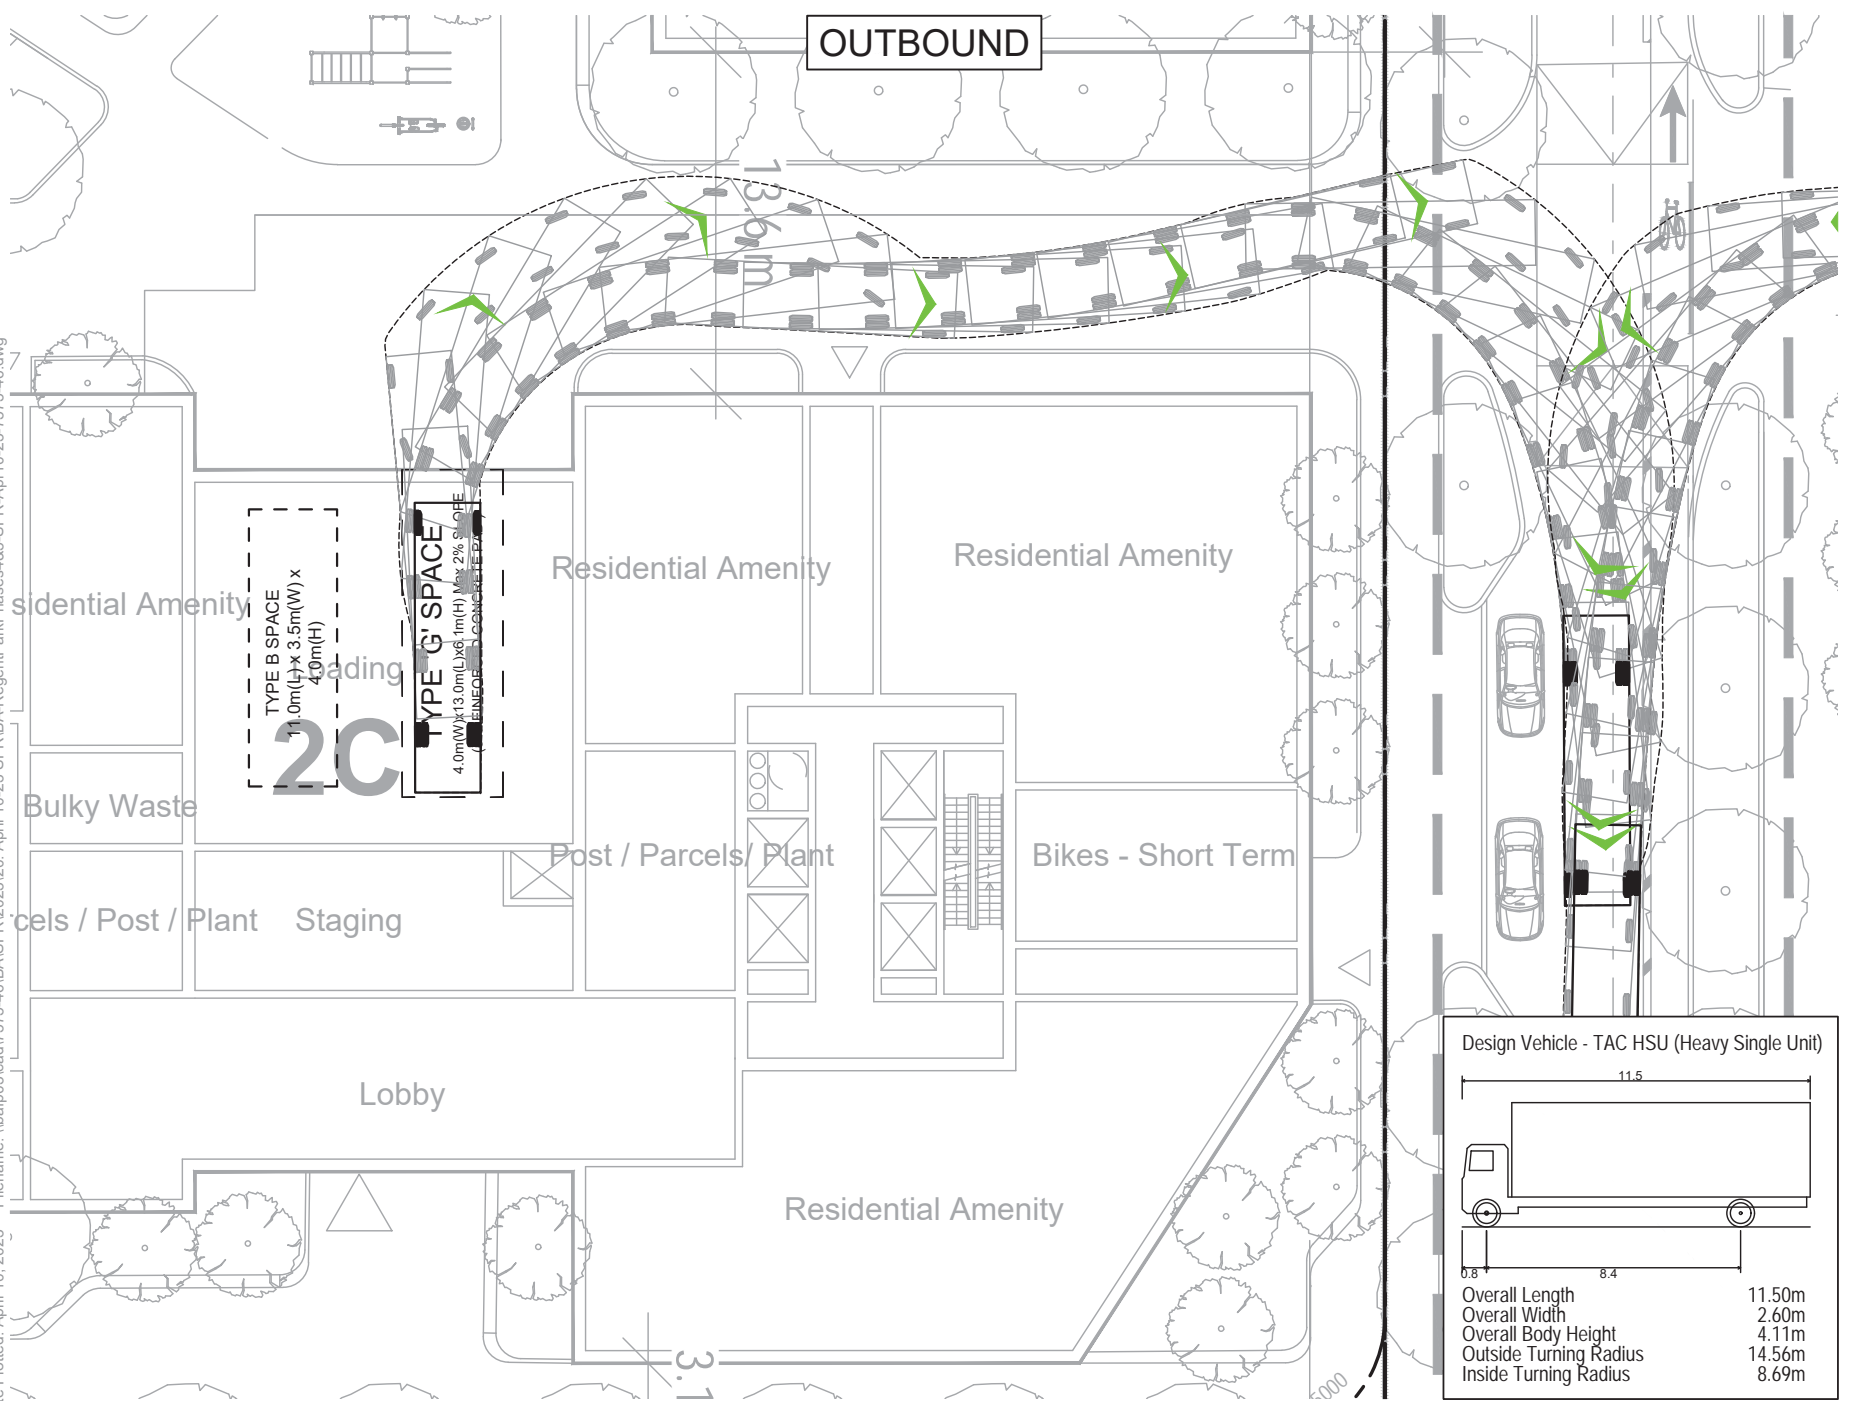 OUTBOUND
13.6 m
Residential Amenity
Residential Amenity
sidential Amenity
TYPE B SPACE
11.0m(L) x 3.5m(W) x
4.0m(H)
Loading
TYPE 'G' SPACE
4.0m(W)x13.0m(L)x6.1m(H) Max 2% SLOPE
2C
Bulky Waste
Post / Parcels/ Plant
Bikes - Short Term
cels / Post / Plant
Staging
Lobby
Residential Amenity
3.1
Design Vehicle - TAC HSU (Heavy Single Unit)
11.5
0.8
8.4
Overall Length 11.50m
Overall Width 2.60m
Overall Body Height 4.11m
Outside Turning Radius 14.56m
Inside Turning Radius 8.69m